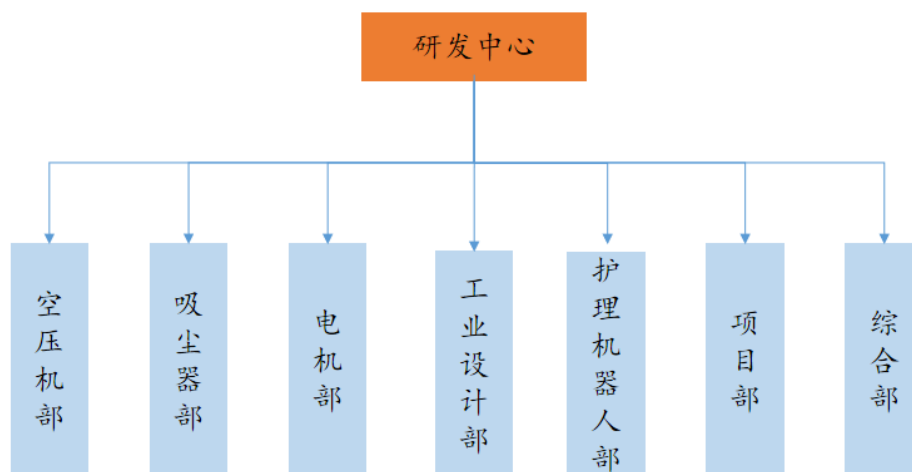 研发中心
空压机部
吸尘器部
电机部
工业设计部
护理机器人部
项目部
综合部